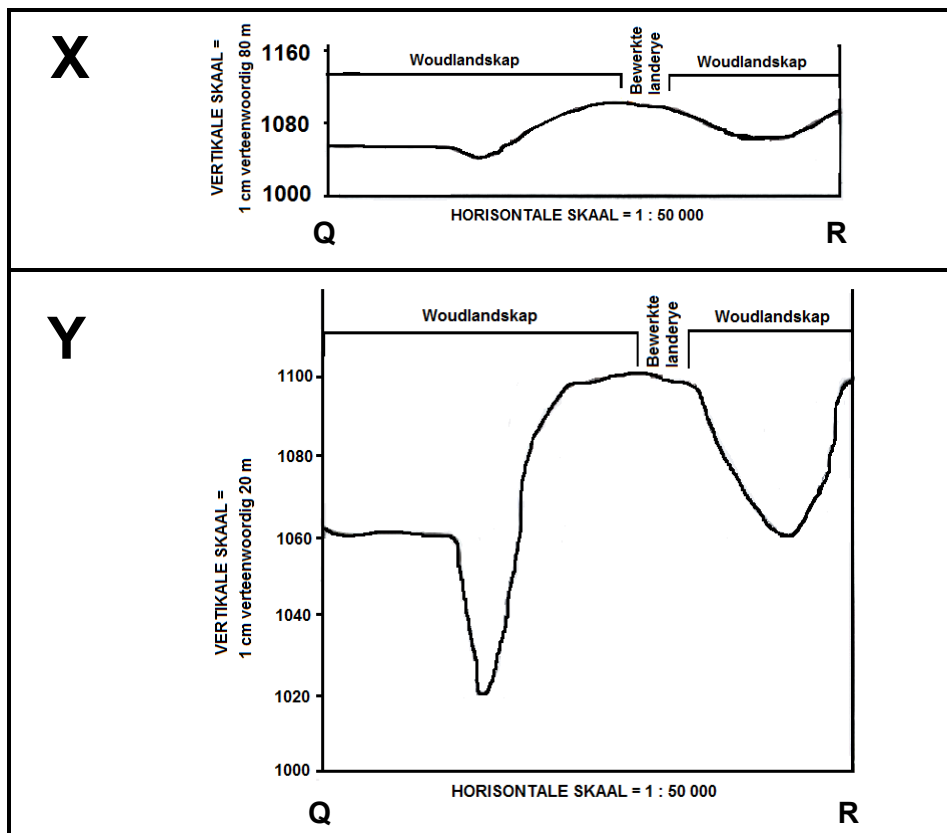 X
VERTIKALE SKAAL =
1 cm verteenwoordig 80 m
1160
1080
1000
Woudlandskap
Bewerkte
landerye
Woudlandskap
HORISONTALE SKAAL = 1 : 50 000
Q
R
Y
VERTIKALE SKAAL =
1 cm verteenwoordig 20 m
Woudlandskap
Bewerkte
landerye
Woudlandskap
1100
1080
1060
1040
1020
1000
HORISONTALE SKAAL = 1 : 50 000
Q
R